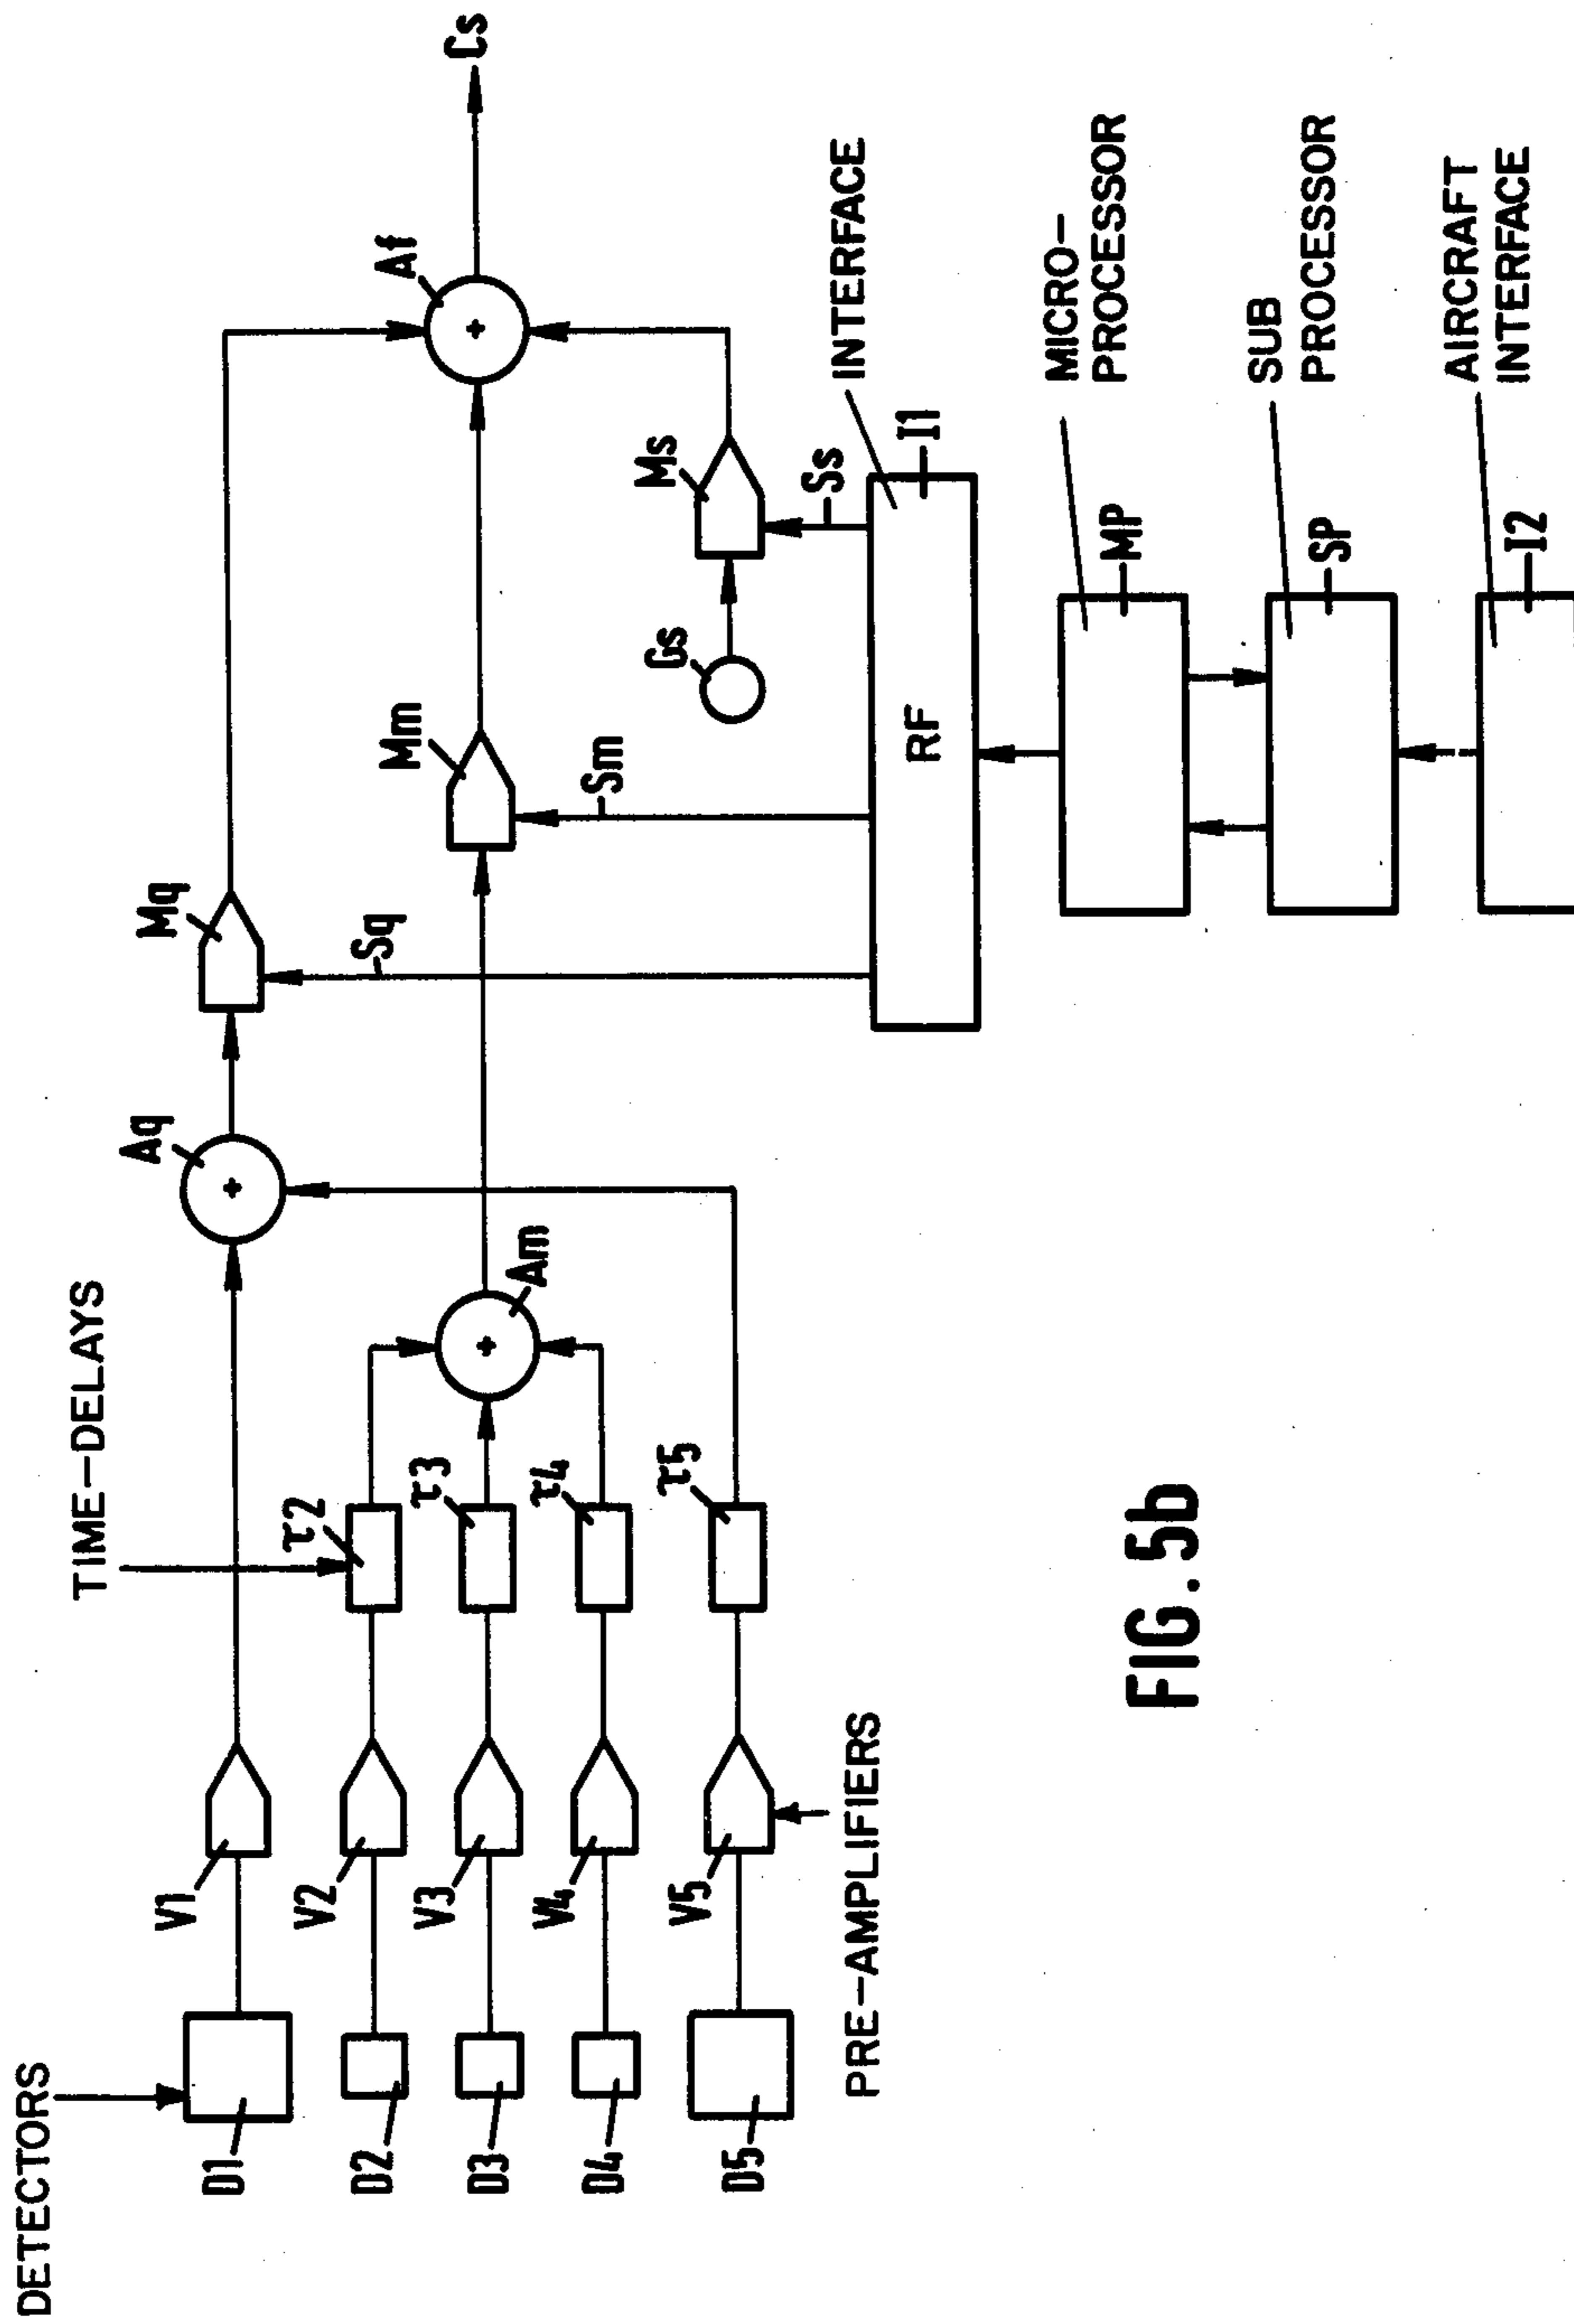 DETECTORS
D1
D2
D3
D4
D5
V1
V2
V3
V4
V5
PRE-AMPLIFIERS
TIME-DELAYS
τ2
τ3
τ4
τ5
Aq
+
Am
+
Mq
Sq
Mm
Sm
Gs
Ms
Ss
Af
+
Cs
RF
I1
INTERFACE
MP
MICRO-
PROCESSOR
SP
SUB
PROCESSOR
I2
AIRCRAFT
INTERFACE
FIG. 5b